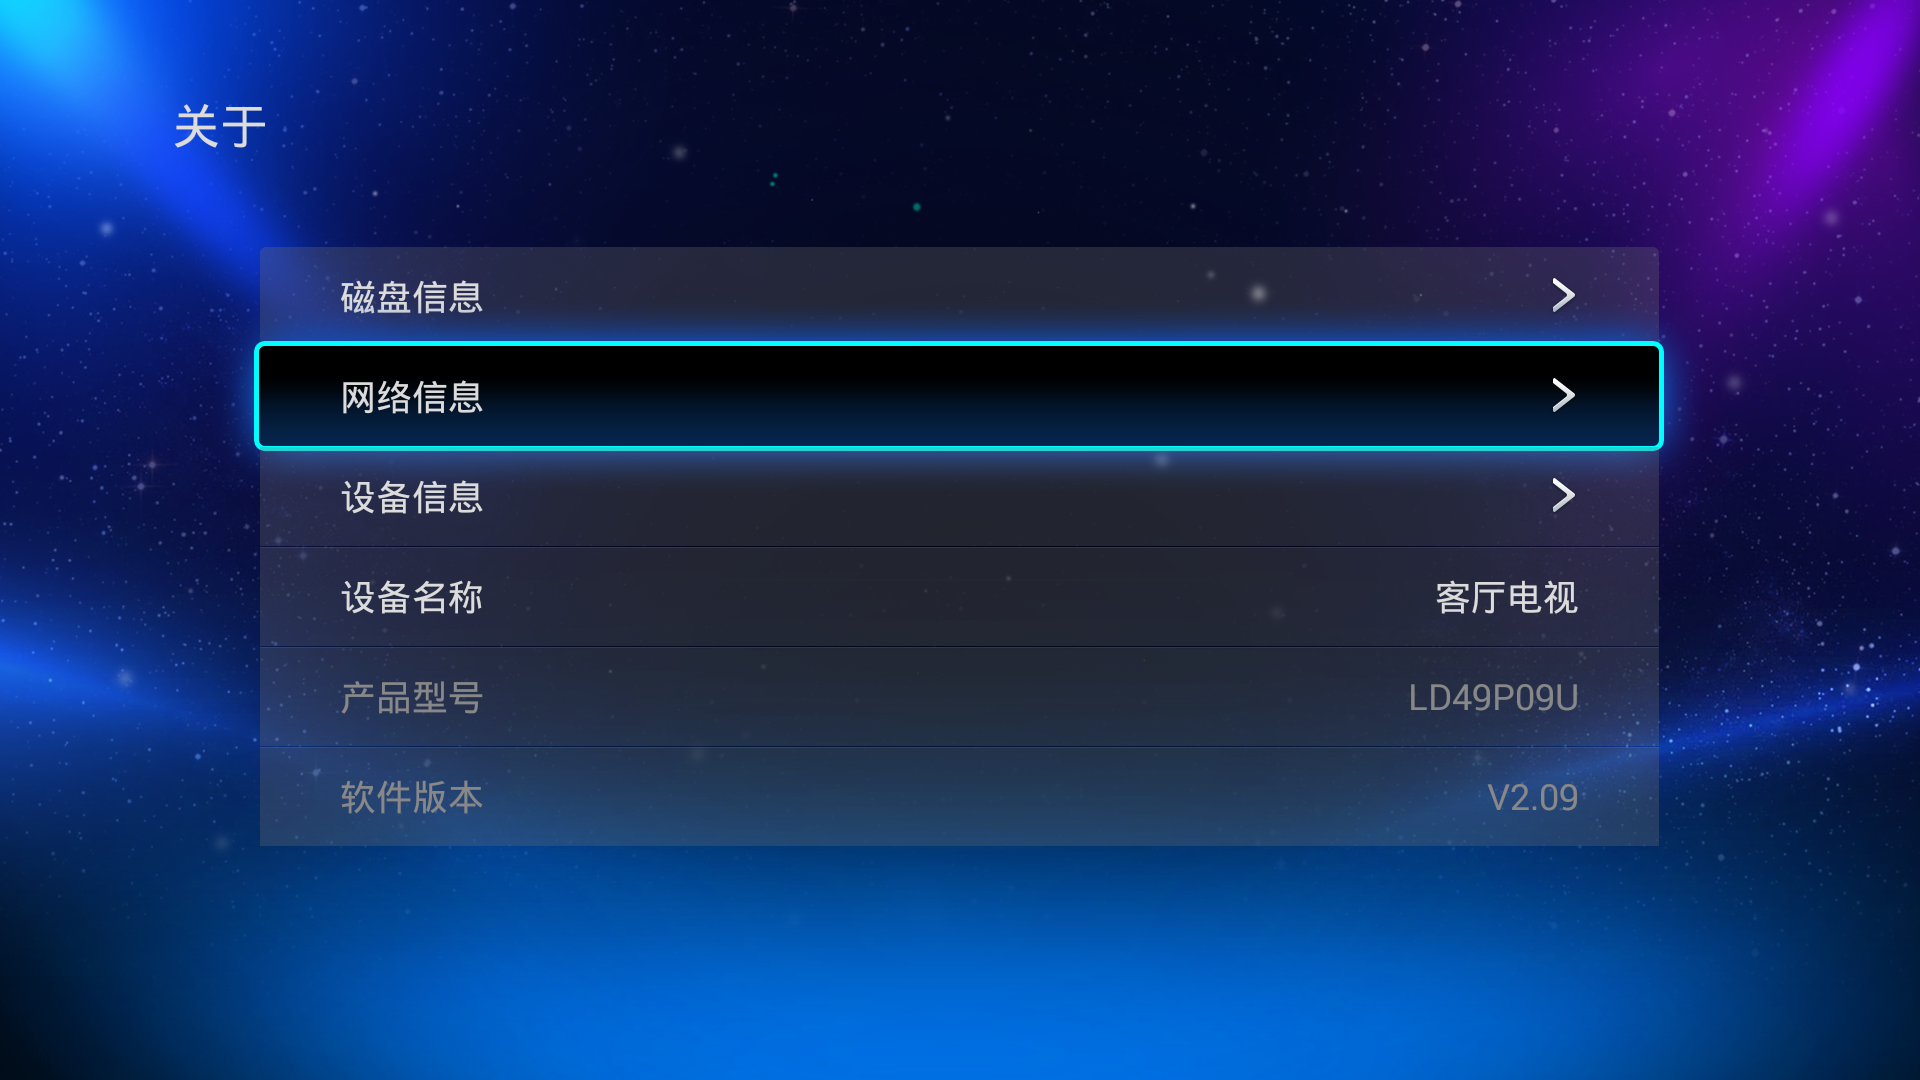 关于
磁盘信息
网络信息
设备信息
设备名称 客厅电视
产品型号 LD49P09U
软件版本 V2.09